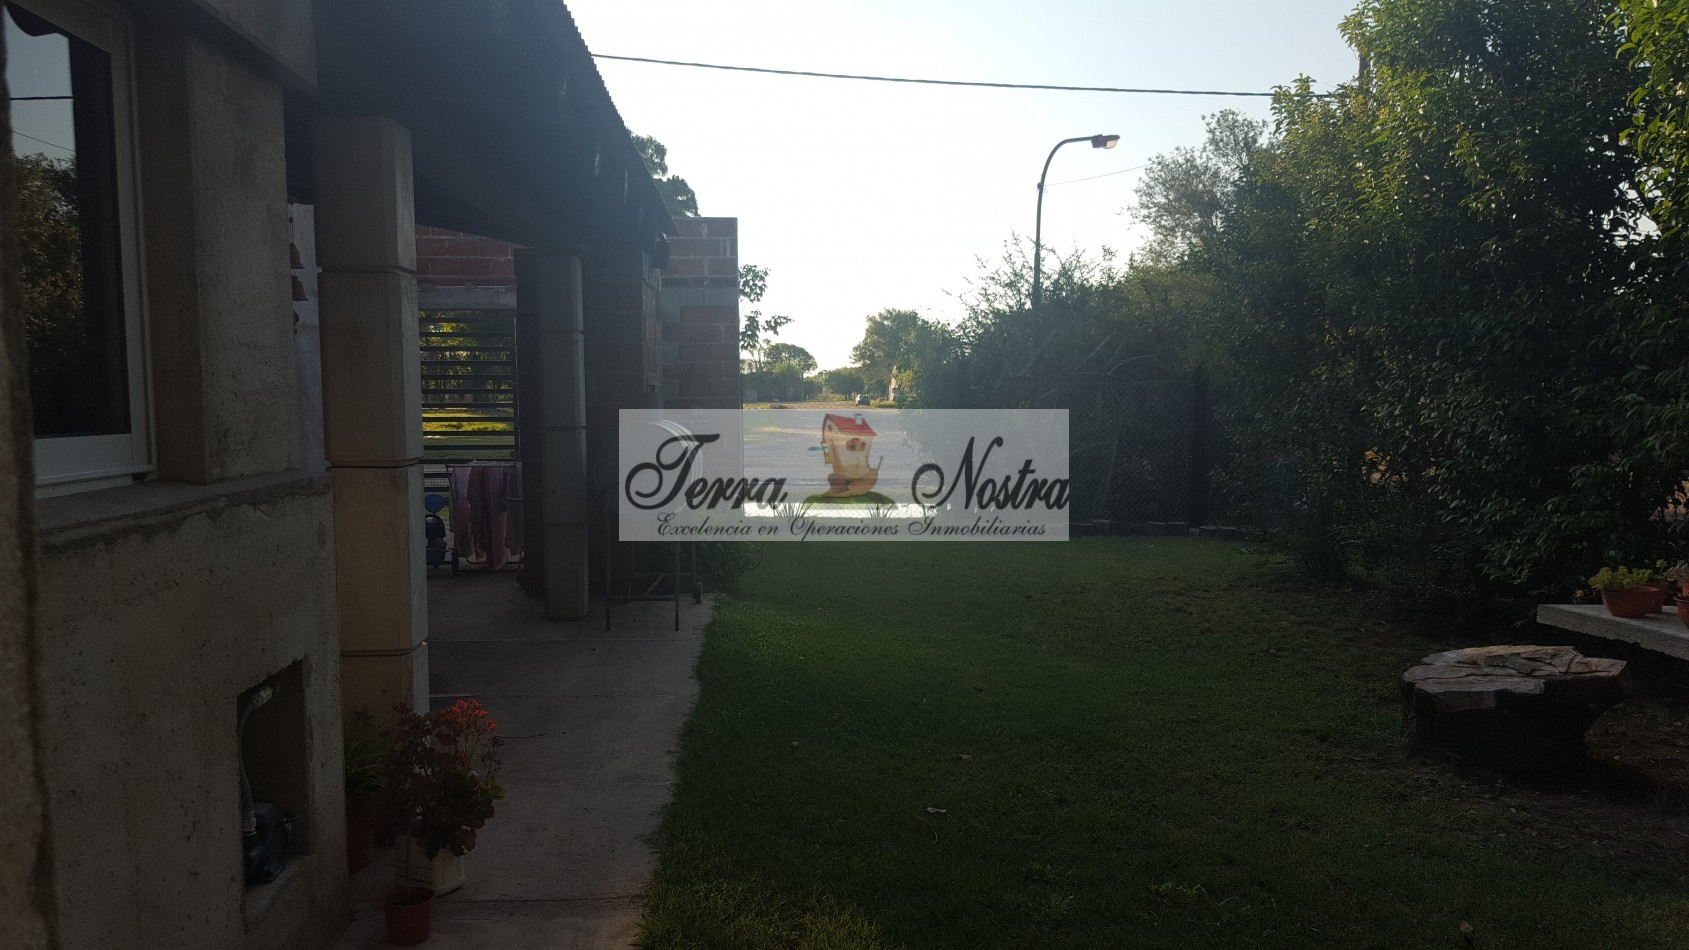 Terra Nostra
Excelencia en Operaciones Inmobiliarias